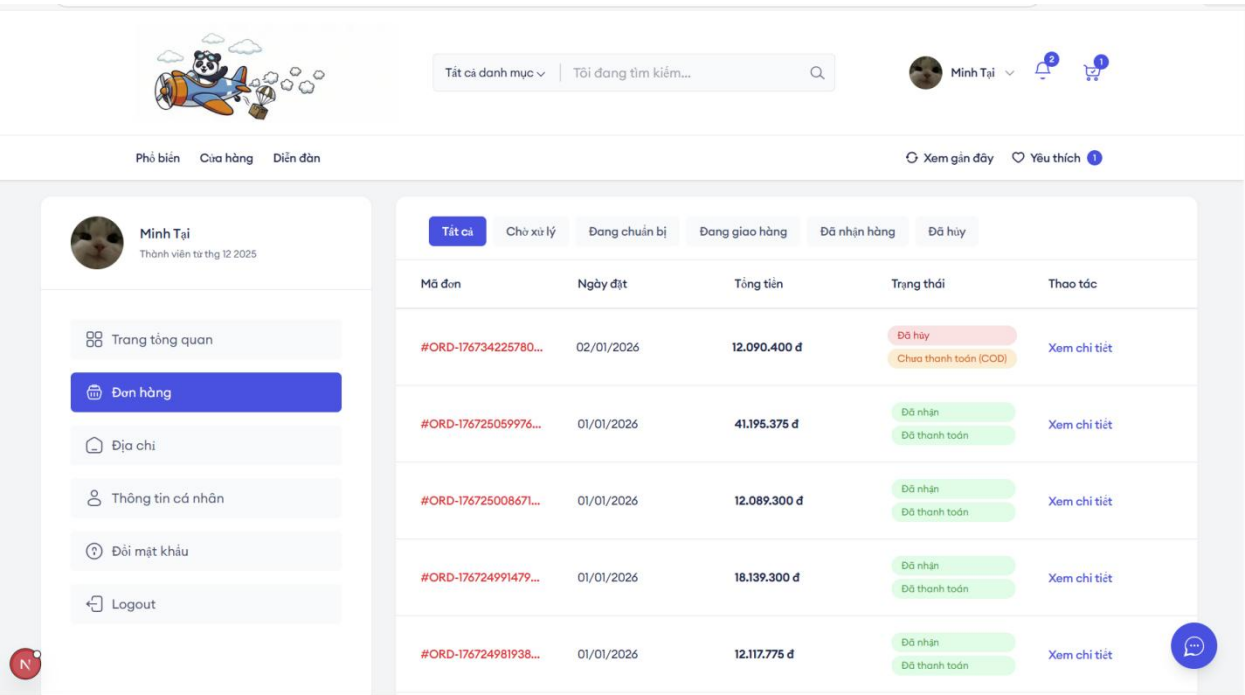 Tất cả danh mục Tôi đang tìm kiếm... Minh Tại 2 1
Phổ biến Cửa hàng Diễn đàn Xem gần đây Yêu thích 1
Minh Tại
Thành viên từ thg 12 2025
Trang tổng quan
Đơn hàng
Địa chỉ
Thông tin cá nhân
Đổi mật khẩu
Logout
N
Tất cả Chờ xử lý Đang chuẩn bị Đang giao hàng Đã nhận hàng Đã hủy
Mã đơn Ngày đặt Tổng tiền Trạng thái Thao tác
#ORD-176734225780... 02/01/2026 12.090.400 đ Đã hủy Xem chi tiết
Chưa thanh toán (COD)
#ORD-176725059976... 01/01/2026 41.195.375 đ Đã nhận Xem chi tiết
Đã thanh toán
#ORD-176725008671... 01/01/2026 12.089.300 đ Đã nhận Xem chi tiết
Đã thanh toán
#ORD-176724991479... 01/01/2026 18.139.300 đ Đã nhận Xem chi tiết
Đã thanh toán
#ORD-176724981938... 01/01/2026 12.117.775 đ Đã nhận Xem chi tiết
Đã thanh toán